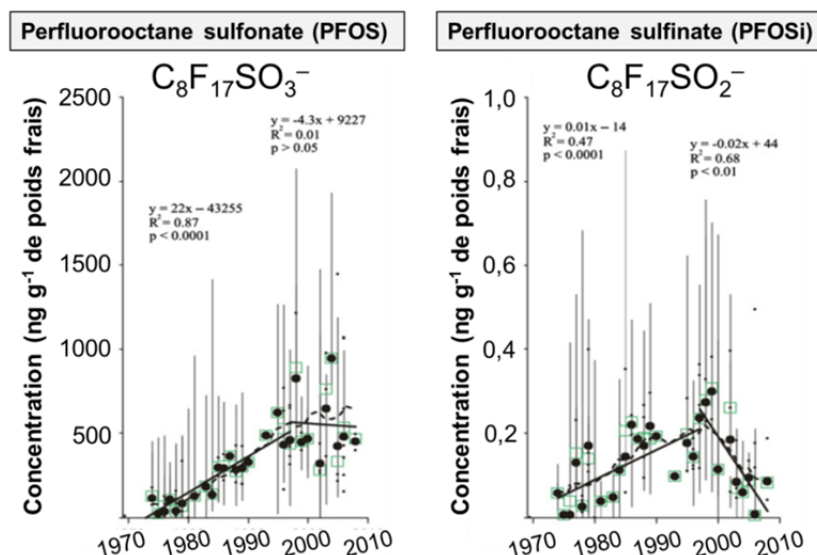 Perfluorooctane sulfonate (PFOS)
C₈F₁₇SO₃⁻
Concentration (ng g⁻¹ de poids frais)
2500
2000
1500
1000
500
y = -4.3x + 9227
R² = 0.01
p > 0.05
y = 22x – 43255
R² = 0.87
p < 0.0001
1970
1980
1990
2000
2010
Perfluorooctane sulfinate (PFOSi)
C₈F₁₇SO₂⁻
Concentration (ng g⁻¹ de poids frais)
1,0
0,8
0,6
0,4
0,2
y = 0.01x – 14
R² = 0.47
p <0.0001
y = -0.02x + 44
R² = 0.68
p < 0.01
1970
1980
1990
2000
2010